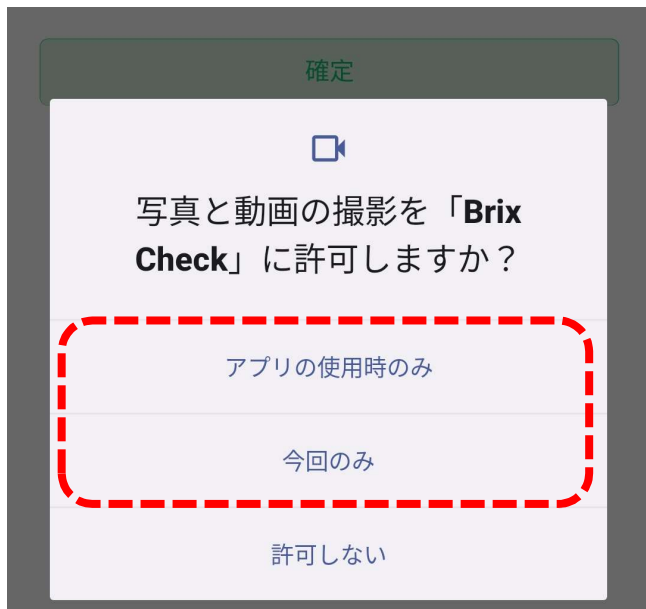 確定
写真と動画の撮影を「Brix
Check」に許可しますか？
アプリの使用時のみ
今回のみ
許可しない